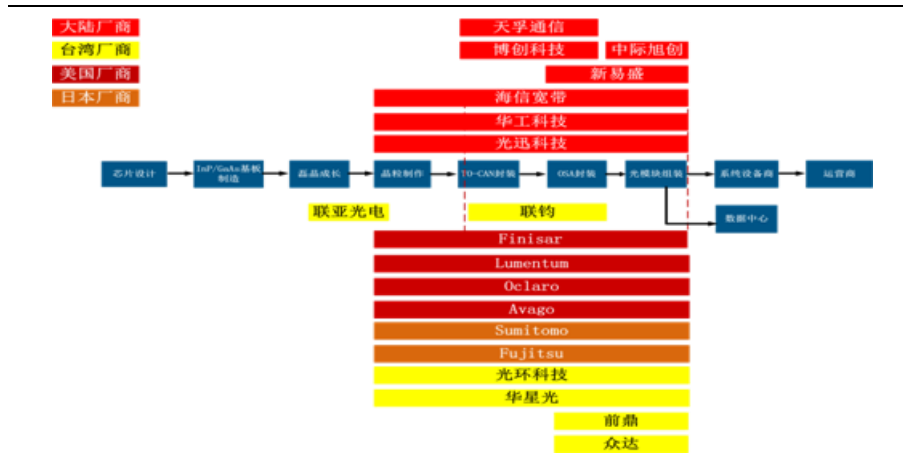 大陆厂商
台湾厂商
美国厂商
日本厂商
天孚通信
博创科技
中际旭创
新易盛
海信宽带
华工科技
光迅科技
芯片设计
InP/GaAn基板
制造
磊晶成长
晶粒制作
TO-CAN封装
OSA封装
光模块组装
系统设备商
运营商
数据中心
联亚光电
联钧
Finisar
Lumentum
Oclaro
Avago
Sumitomo
Fujitsu
光环科技
华星光
前鼎
众达